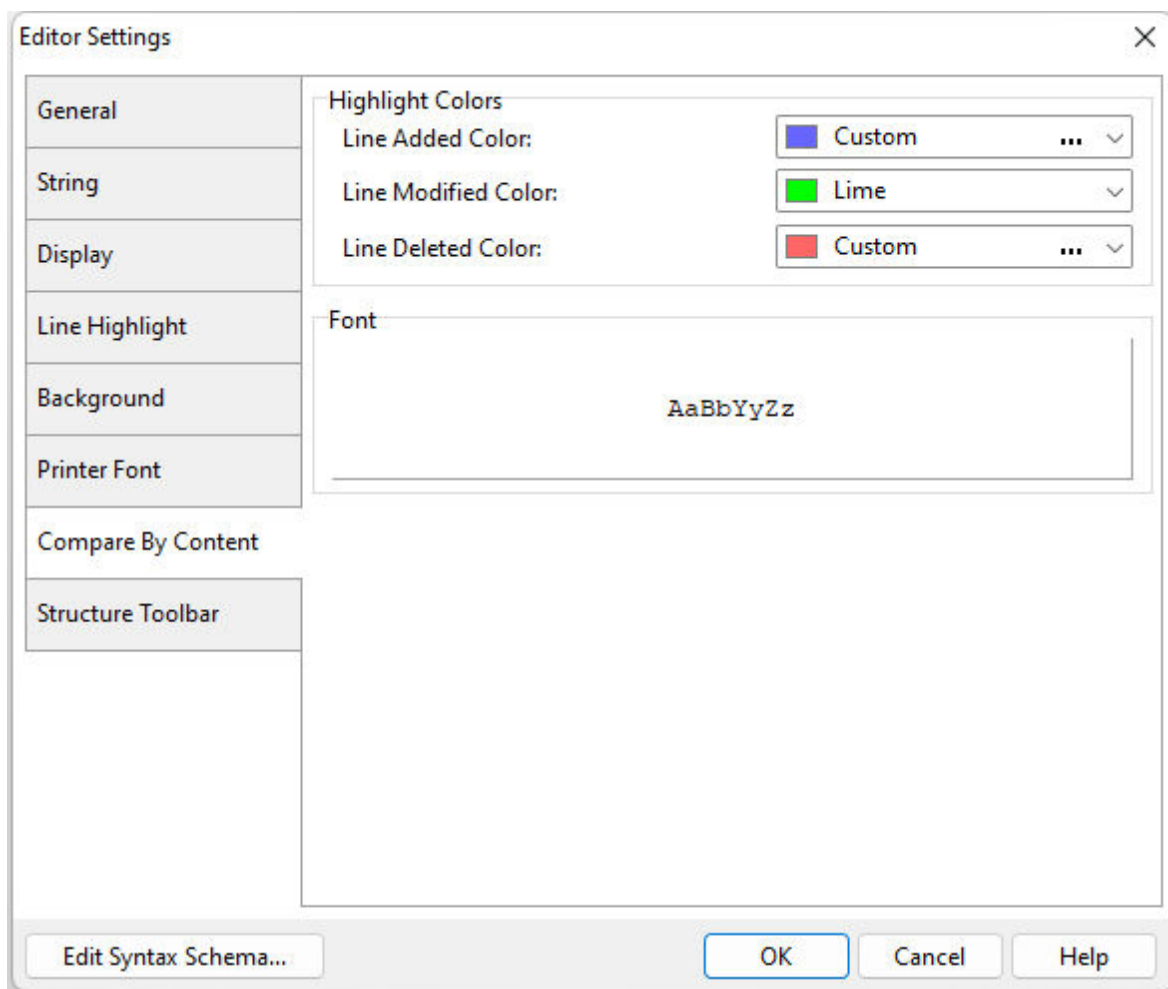 Editor Settings
General
String
Display
Line Highlight
Background
Printer Font
Compare By Content
Structure Toolbar
Highlight Colors
Line Added Color: Custom ...
Line Modified Color: Lime
Line Deleted Color: Custom ...
Font
AaBbYyZz
Edit Syntax Schema... OK Cancel Help